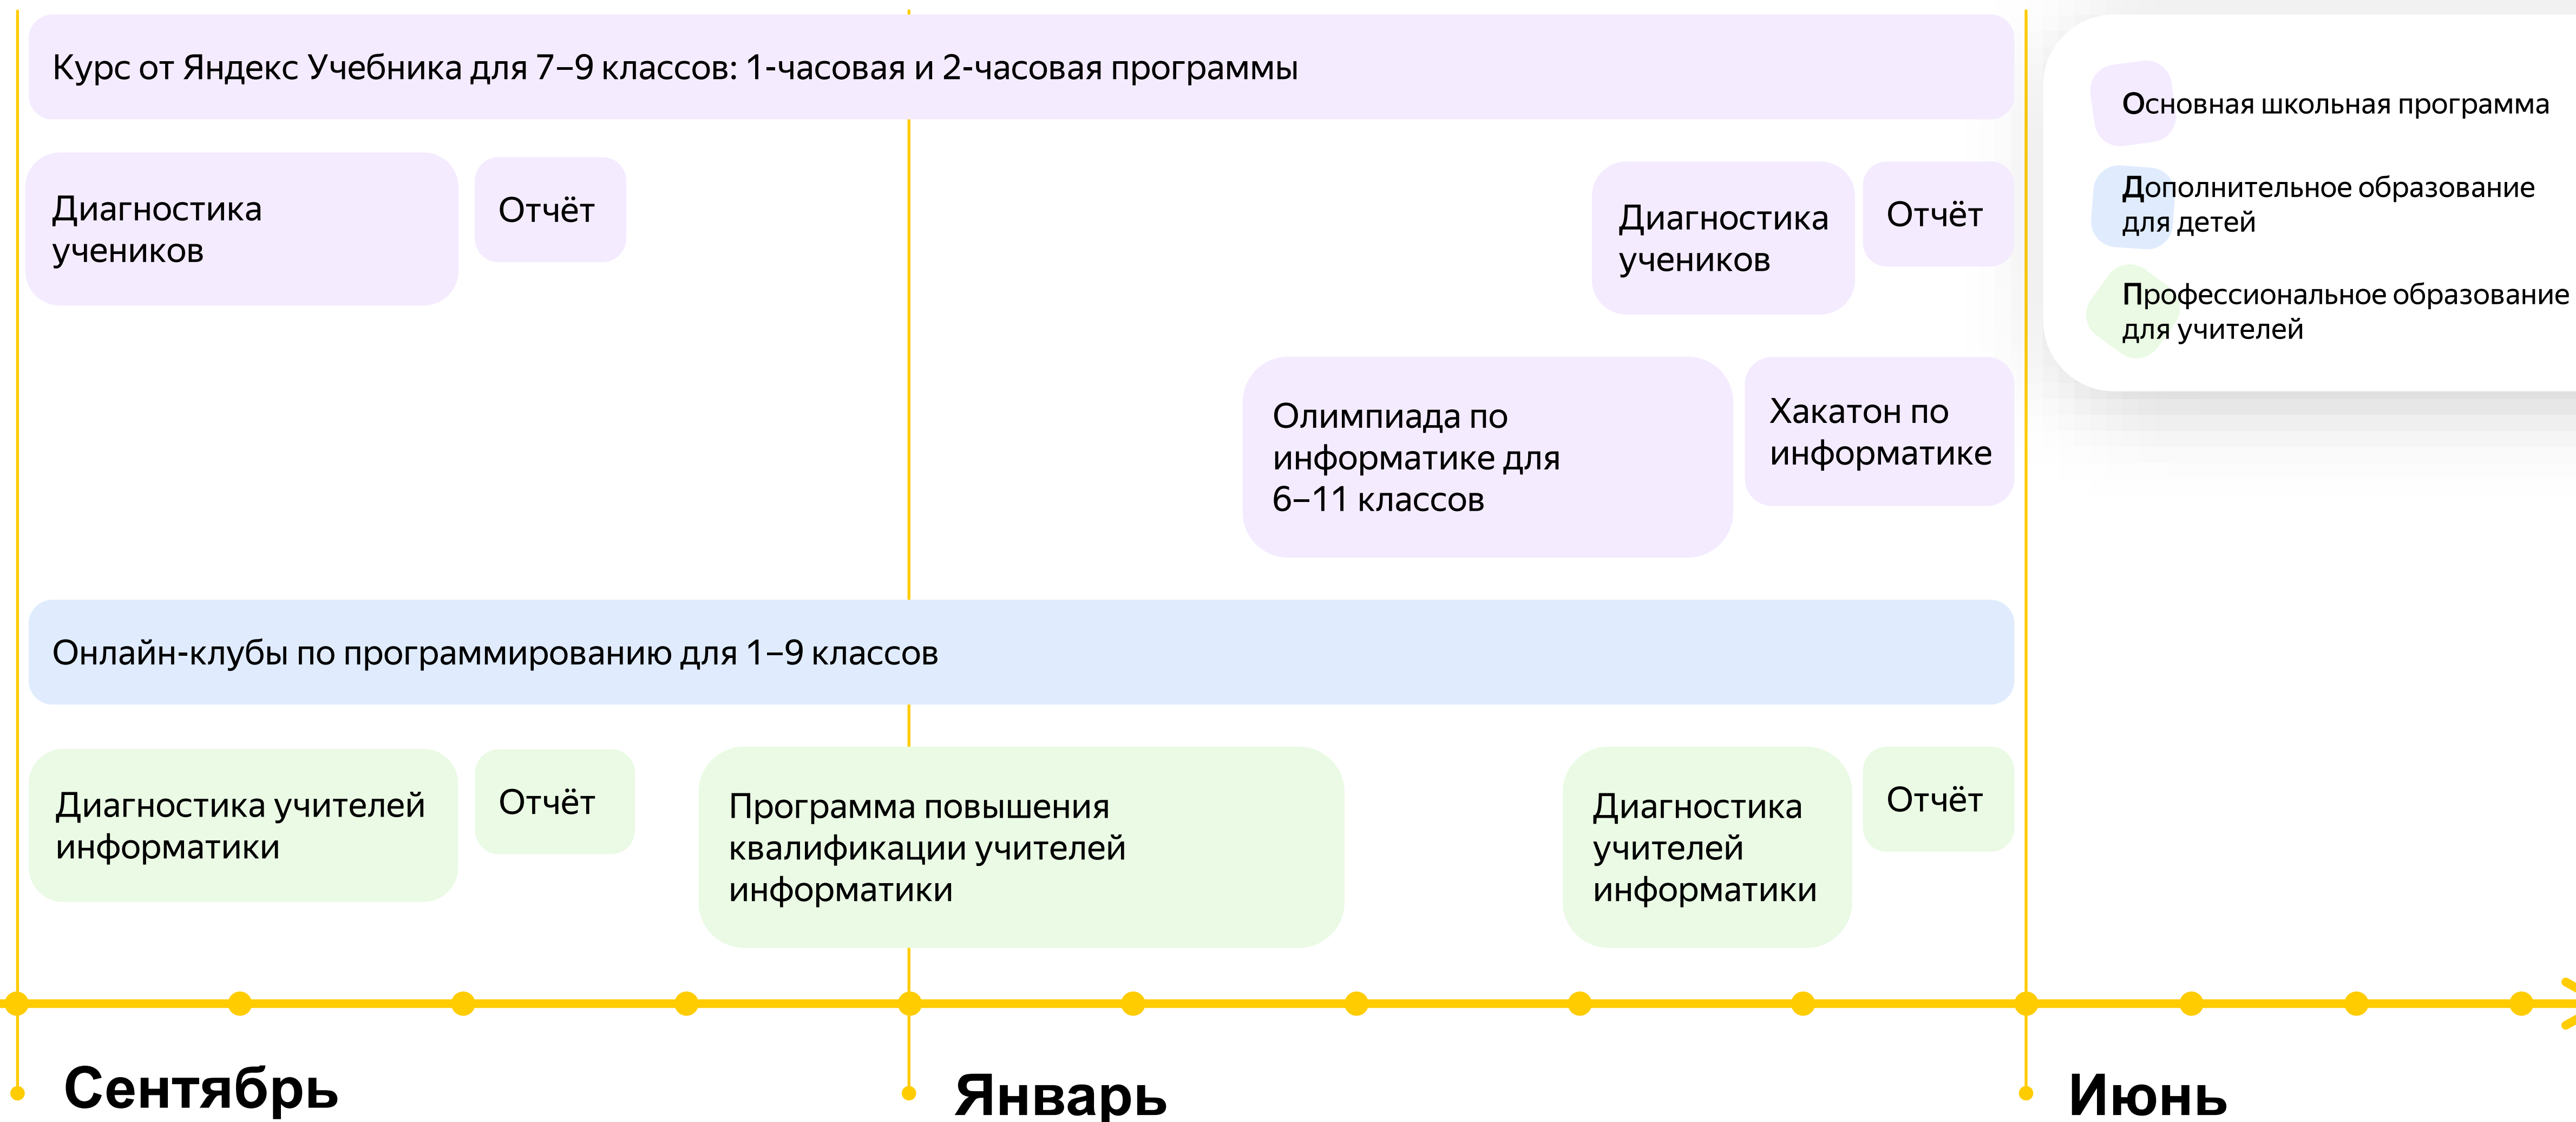 Курс от Яндекс Учебника для 7–9 классов: 1-часовая и 2-часовая программы
Диагностика
учеников
Отчёт
Диагностика
учеников
Отчёт
Олимпиада по
информатике для
6–11 классов
Хакатон по
информатике
Онлайн-клубы по программированию для 1–9 классов
Диагностика учителей
информатики
Отчёт
Программа повышения
квалификации учителей
информатики
Диагностика
учителей
информатики
Отчёт
Основная школьная программа
Дополнительное образование
для детей
Профессиональное образование
для учителей
Сентябрь
Январь
Июнь